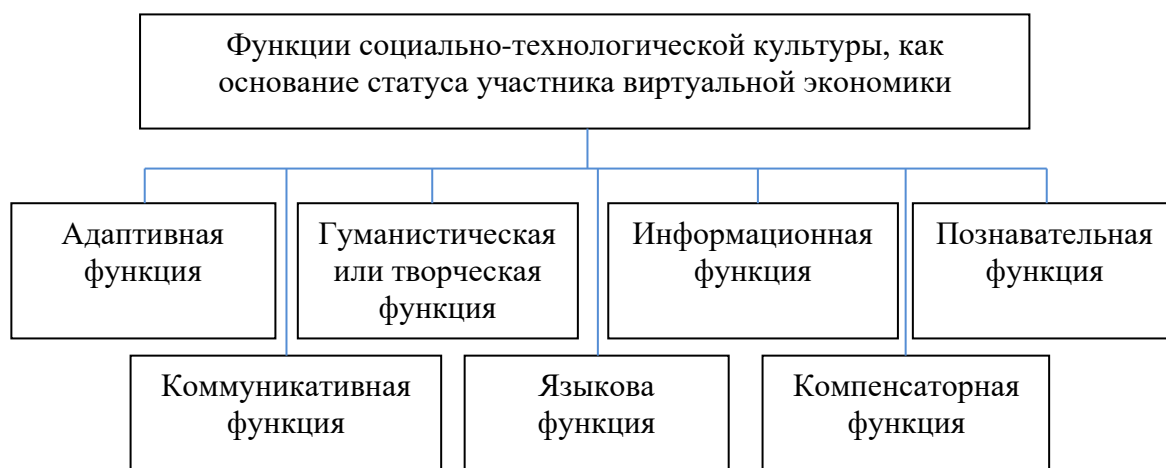 Функции социально-технологической культуры, как
основание статуса участника виртуальной экономики
Адаптивная
функция
Гуманистическая
или творческая
функция
Информационная
функция
Познавательная
функция
Коммуникативная
функция
Языкова
функция
Компенсаторная
функция